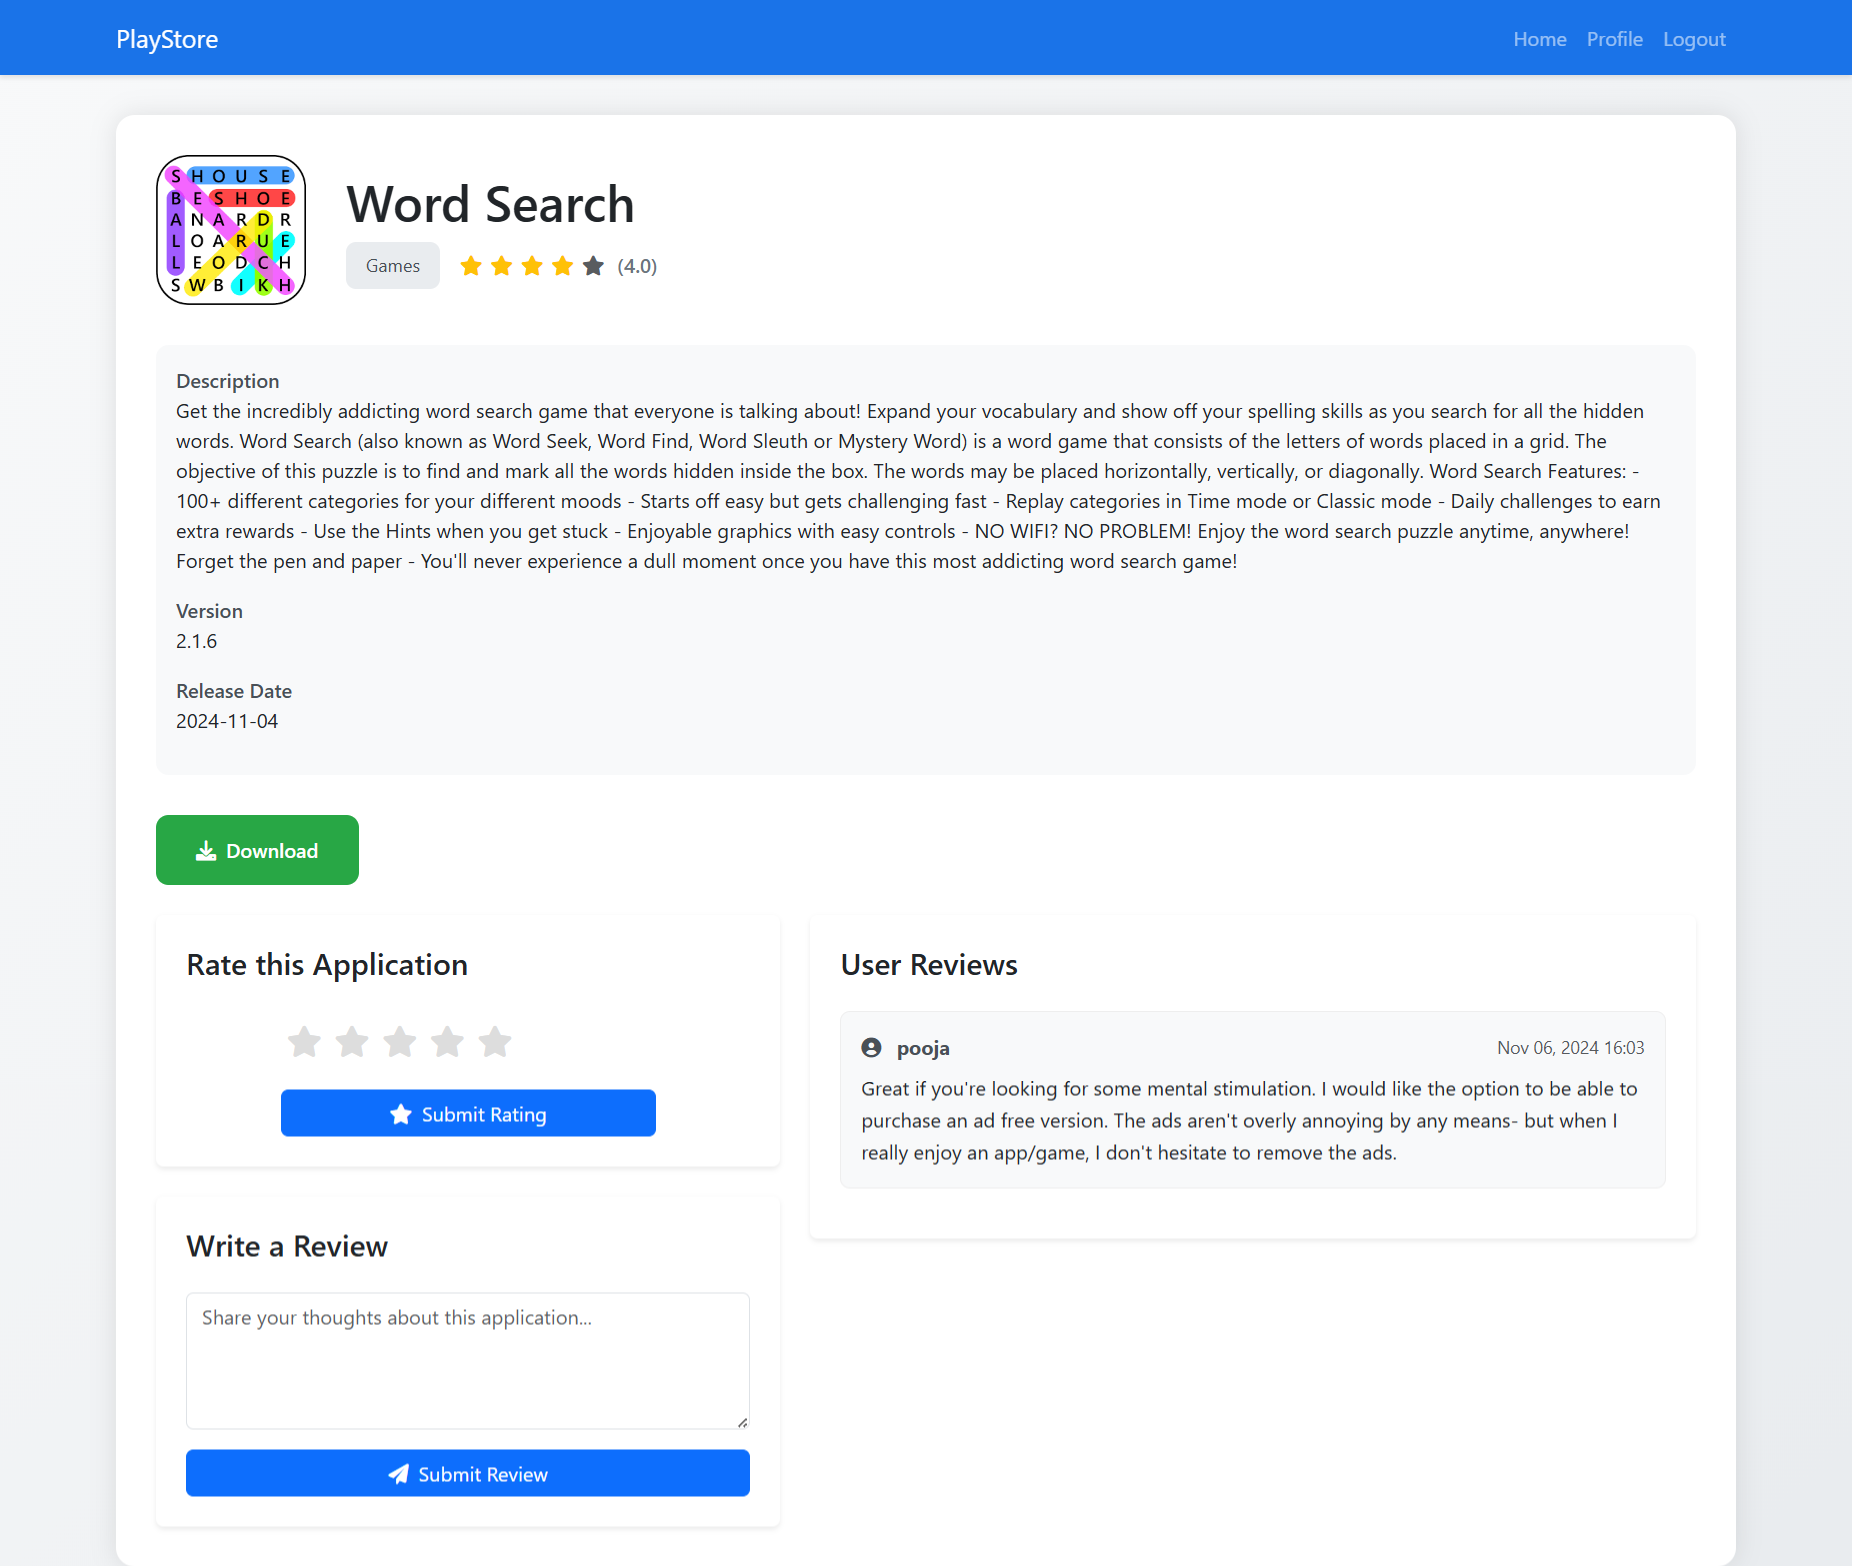 PlayStore
Home Profile Logout
S H O U S E
B E S H O E
A N A R D R
L O A R U E
L E O D C H
S W B I K H
Word Search
Games (4.0)
Description
Get the incredibly addicting word search game that everyone is talking about! Expand your vocabulary and show off your spelling skills as you search for all the hidden
words. Word Search (also known as Word Seek, Word Find, Word Sleuth or Mystery Word) is a word game that consists of the letters of words placed in a grid. The
objective of this puzzle is to find and mark all the words hidden inside the box. The words may be placed horizontally, vertically, or diagonally. Word Search Features: -
100+ different categories for your different moods - Starts off easy but gets challenging fast - Replay categories in Time mode or Classic mode - Daily challenges to earn
extra rewards - Use the Hints when you get stuck - Enjoyable graphics with easy controls - NO WIFI? NO PROBLEM! Enjoy the word search puzzle anytime, anywhere!
Forget the pen and paper - You'll never experience a dull moment once you have this most addicting word search game!
Version
2.1.6
Release Date
2024-11-04
Download
Rate this Application
Submit Rating
Write a Review
Share your thoughts about this application...
Submit Review
User Reviews
pooja Nov 06, 2024 16:03
Great if you're looking for some mental stimulation. I would like the option to be able to
purchase an ad free version. The ads aren't overly annoying by any means- but when I
really enjoy an app/game, I don't hesitate to remove the ads.